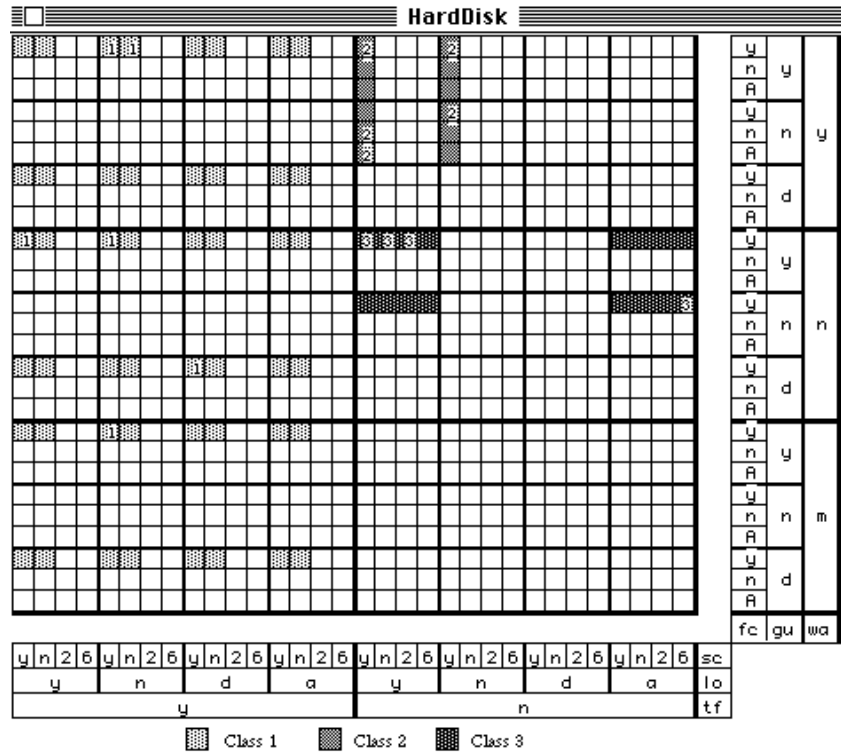 HardDisk
1 1 2 2 y
n y
A
2 y
2 n n y
2 A
y
n d
A
1 1 3 3 3 y
n y
A
3 y
n n n
A
1 y
n d
A
1 y
n y
A
y
n n m
A
y
n d
A
fc gu wa
y n 2 6 y n 2 6 y n 2 6 y n 2 6 y n 2 6 y n 2 6 y n 2 6 y n 2 6 sc
y n d a y n d a lo
y n tf
Class 1 Class 2 Class 3